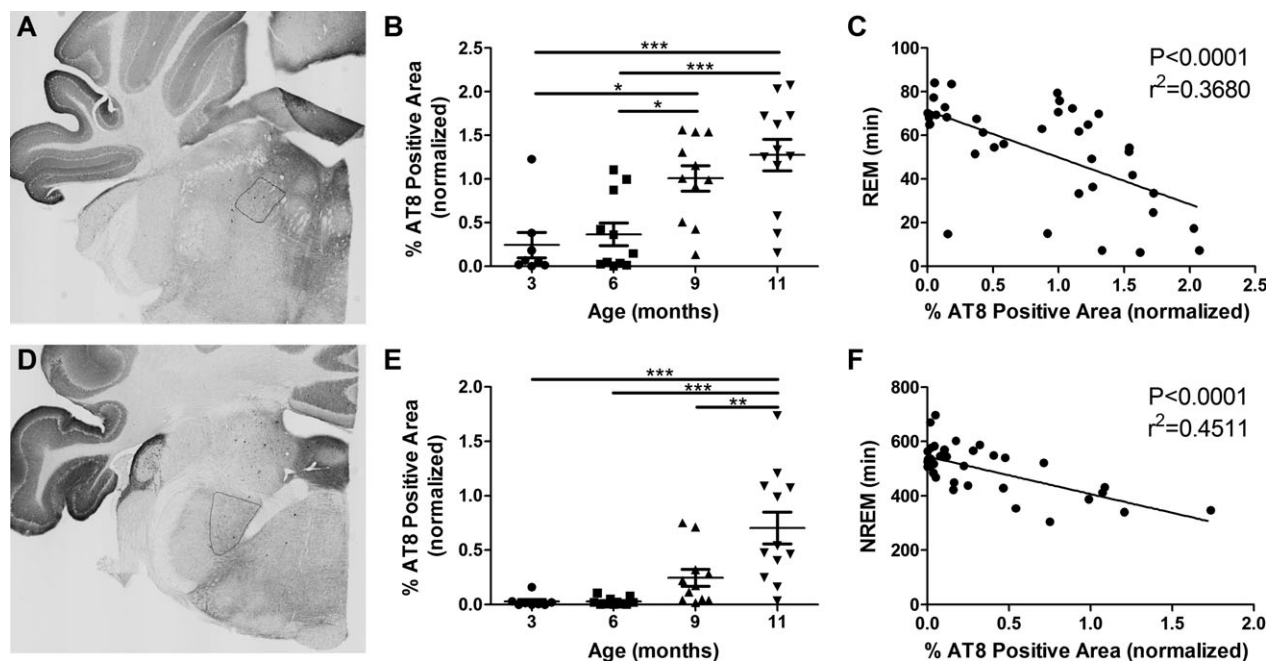 A
B
% AT8 Positive Area
(normalized)
2.5
2.0
1.5
1.0
0.5
0.0
***
***
*
*
3 6 9 11
Age (months)
C
REM (min)
100
80
60
40
20
0
P<0.0001
r²=0.3680
0.0 0.5 1.0 1.5 2.0 2.5
% AT8 Positive Area (normalized)
D
E
% AT8 Positive Area
(normalized)
2.0
1.5
1.0
0.5
0.0
***
***
**
3 6 9 11
Age (months)
F
NREM (min)
800
600
400
200
0
P<0.0001
r²=0.4511
0.0 0.5 1.0 1.5 2.0
% AT8 Positive Area (normalized)